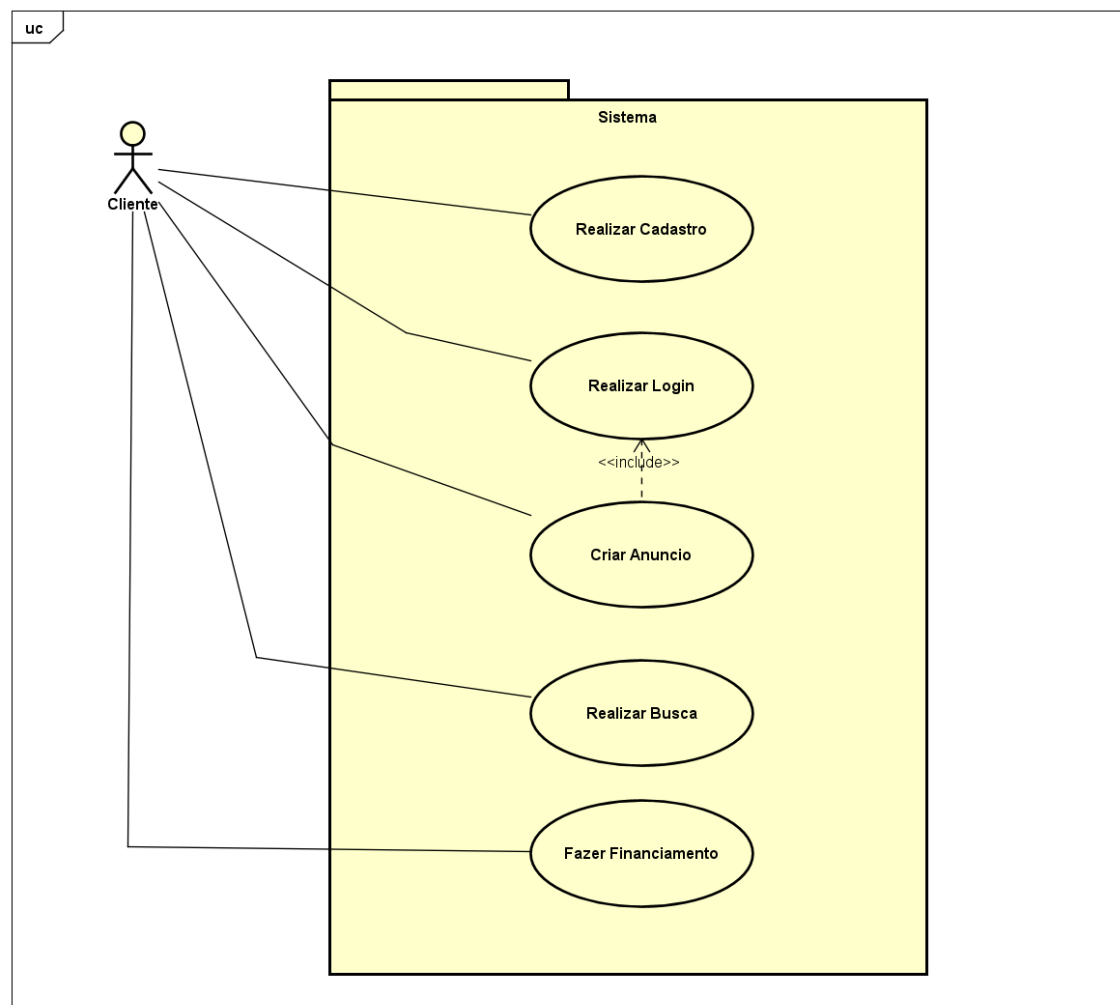 uc
Sistema
Cliente
Realizar Cadastro
Realizar Login
<<include>>
Criar Anuncio
Realizar Busca
Fazer Financiamento